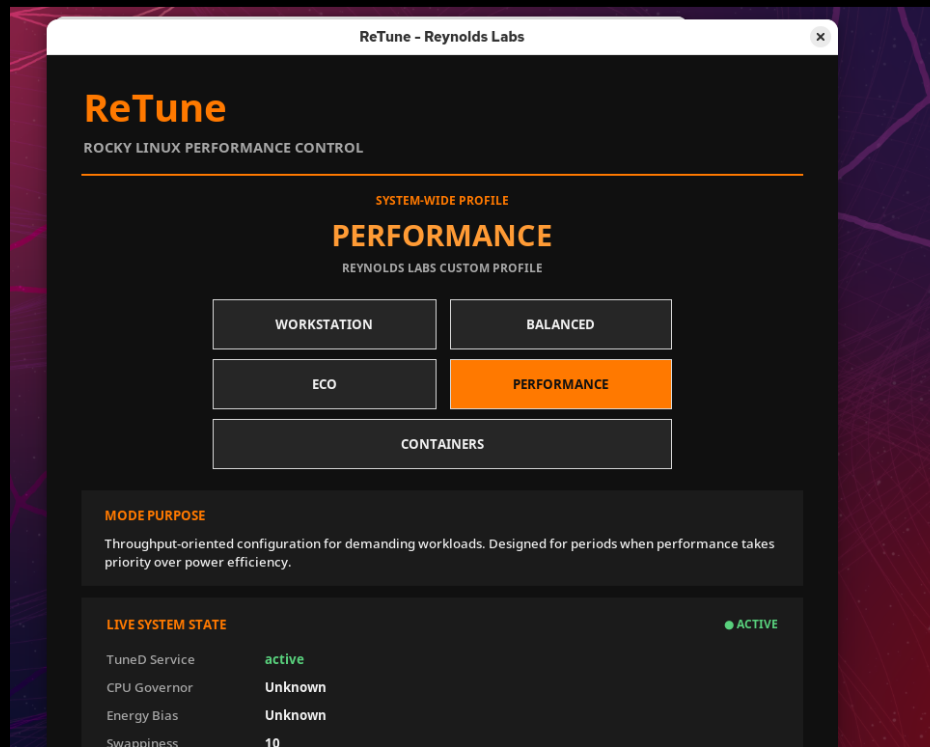 ReTune - Reynolds Labs
ReTune
ROCKY LINUX PERFORMANCE CONTROL
SYSTEM-WIDE PROFILE
PERFORMANCE
REYNOLDS LABS CUSTOM PROFILE
WORKSTATION BALANCED
ECO PERFORMANCE
CONTAINERS
MODE PURPOSE
Throughput-oriented configuration for demanding workloads. Designed for periods when performance takes
priority over power efficiency.
LIVE SYSTEM STATE ACTIVE
TuneD Service active
CPU Governor Unknown
Energy Bias Unknown
Swappiness 10